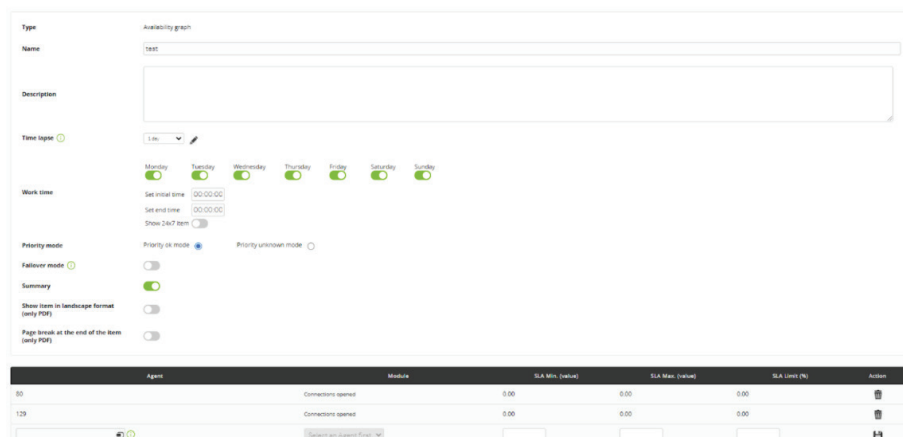 Type Availability graph
Name test
Description
Time lapse
Monday Tuesday Wednesday Thursday Friday Saturday Sunday
Work time
Set initial time 00:00:00
Set end time 00:00:00
Show 24x7 item
Priority mode Priority ok mode Priority unknown mode
Failover mode
Summary
Show item in landscape format
(only PDF)
Page break at the end of the item
(only PDF)
Agent Module SLA Min. (value) SLA Max. (value) SLA Limit (%) Action
Connections opened 0.00 0.00 0.00
129 Connections opened 0.00 0.00 0.00
Select an Agent first